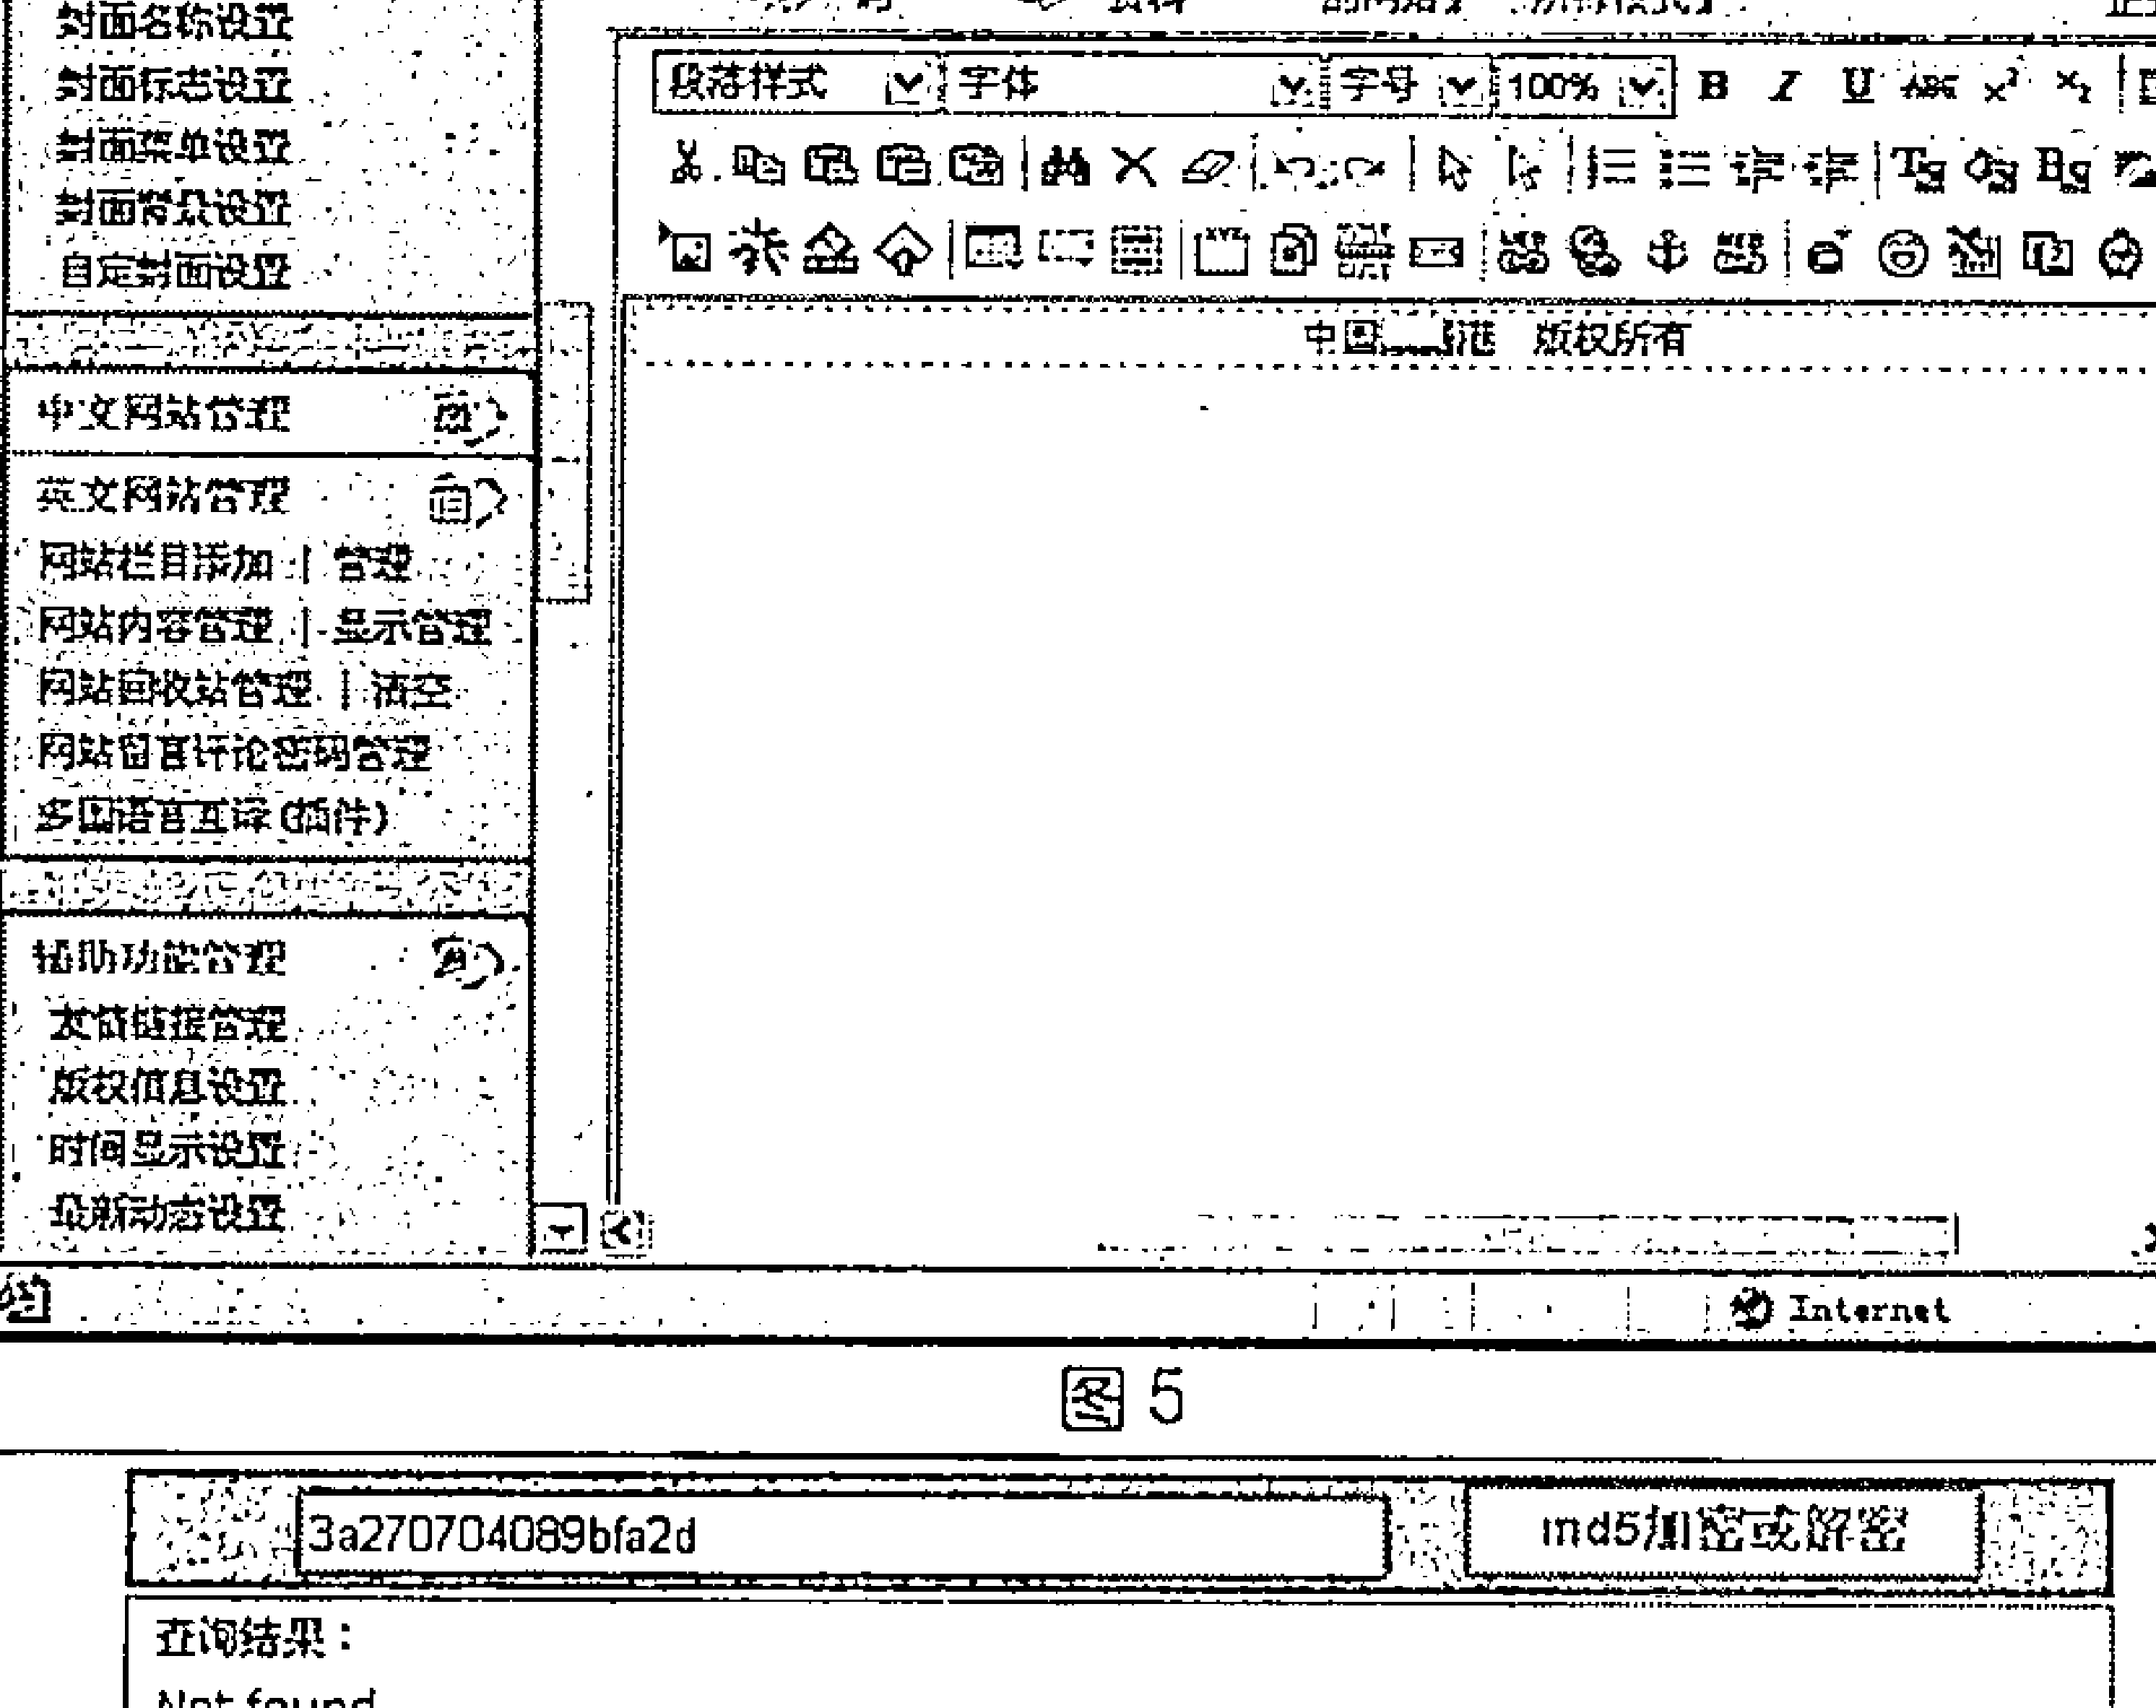 封面名称设置
封面标志设置
封面菜单设置
封面背景设置
自定封面设置
中文网站管理
英文网站管理
网站栏目添加 | 管理
网站内容管理 | 显示管理
网站回收站管理 | 清空
网站留言评论密码管理
多国语言互译(插件)
辅助功能管理
友情链接管理
版权信息设置
时间显示设置
最新动态设置
段落样式 字体 字号 100% B I U ABC x² x₂
中国 港 版权所有
Internet
图 5
3a270704089bfa2d md5加密或解密
查询结果：
Not found